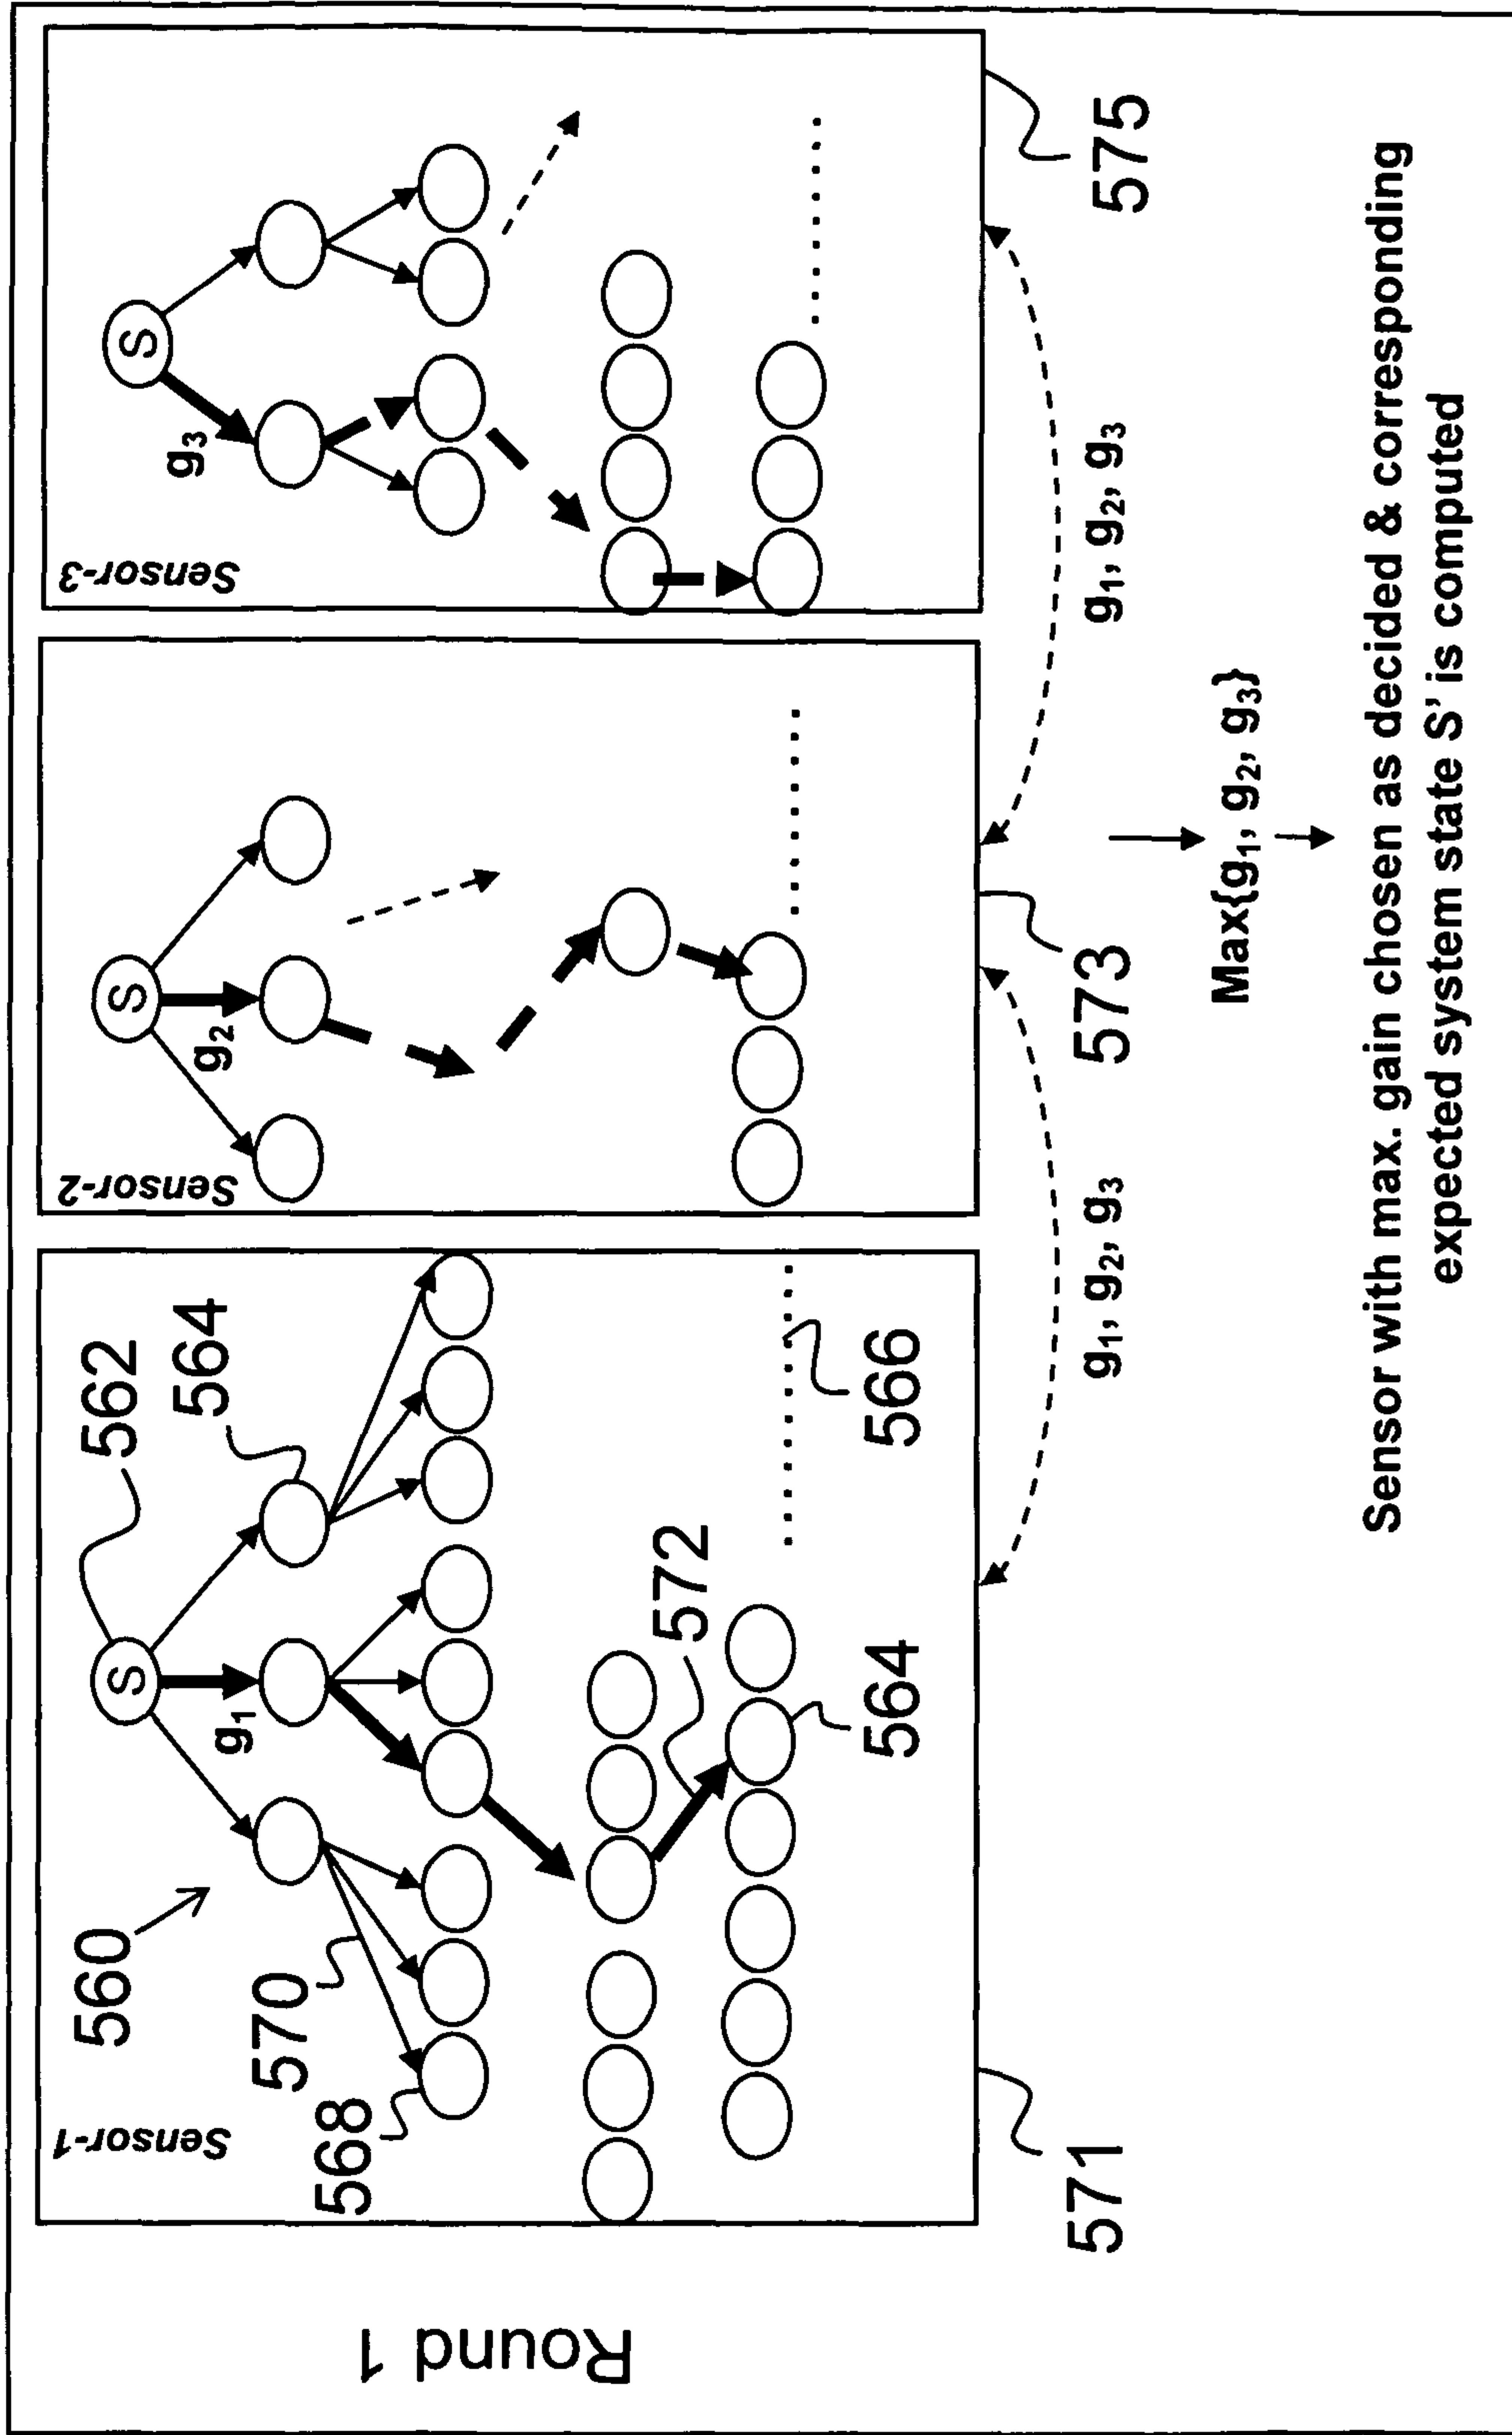 Round 1
Sensor-1
560
562
S
564
g1
570
568
572
564
566
571
Sensor-2
S
g2
573
Sensor-3
S
g3
575
g1, g2, g3
g1, g2, g3
Max{g1, g2, g3}
Sensor with max. gain chosen as decided & corresponding
expected system state S' is computed